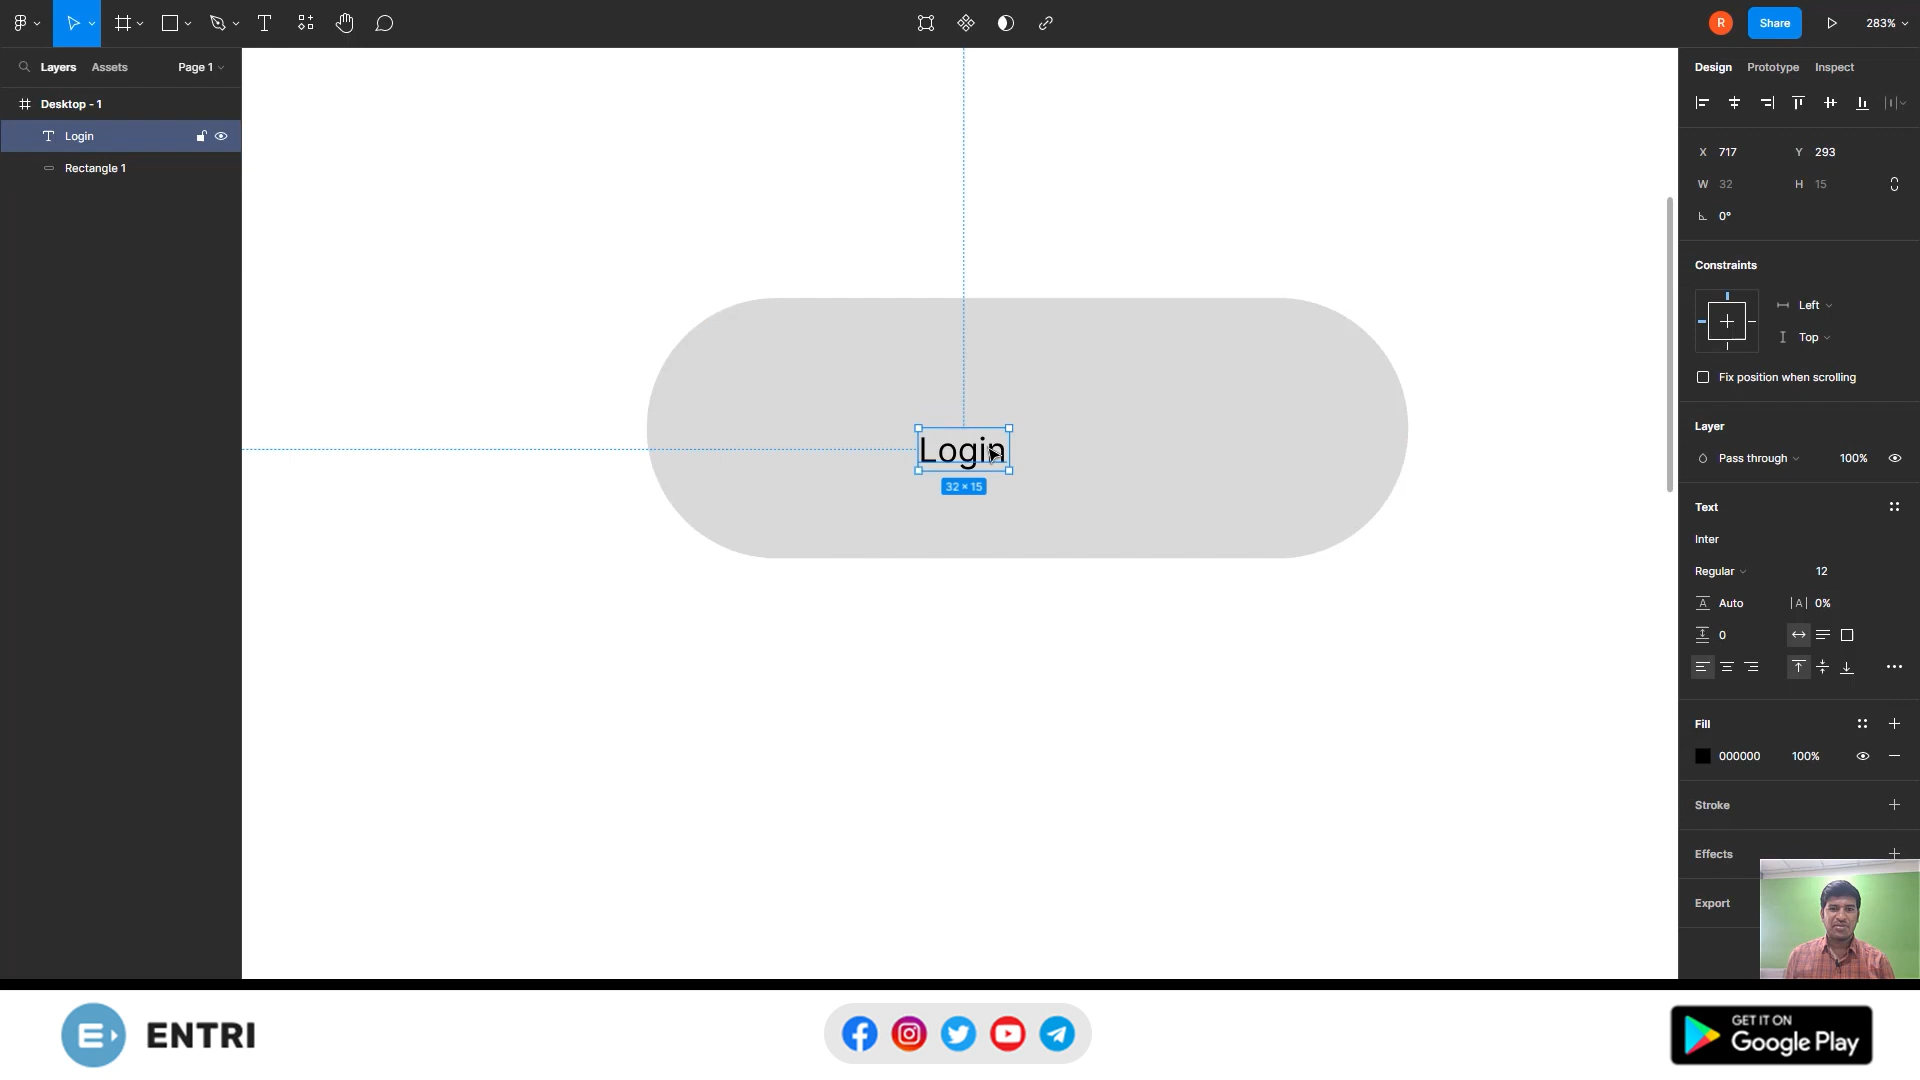 R
Share
283%
Layers
Assets
Page 1
Design
Prototype
Inspect
Desktop - 1
Login
Rectangle 1
X 717
Y 293
W 32
H 15
0°
Constraints
Left
Top
Fix position when scrolling
Layer
Pass through
100%
Text
Inter
Regular
12
A Auto
|A| 0%
0
Fill
000000
100%
Stroke
Effects
Export
Login
32 × 15
E ENTRI
GET IT ON
Google Play